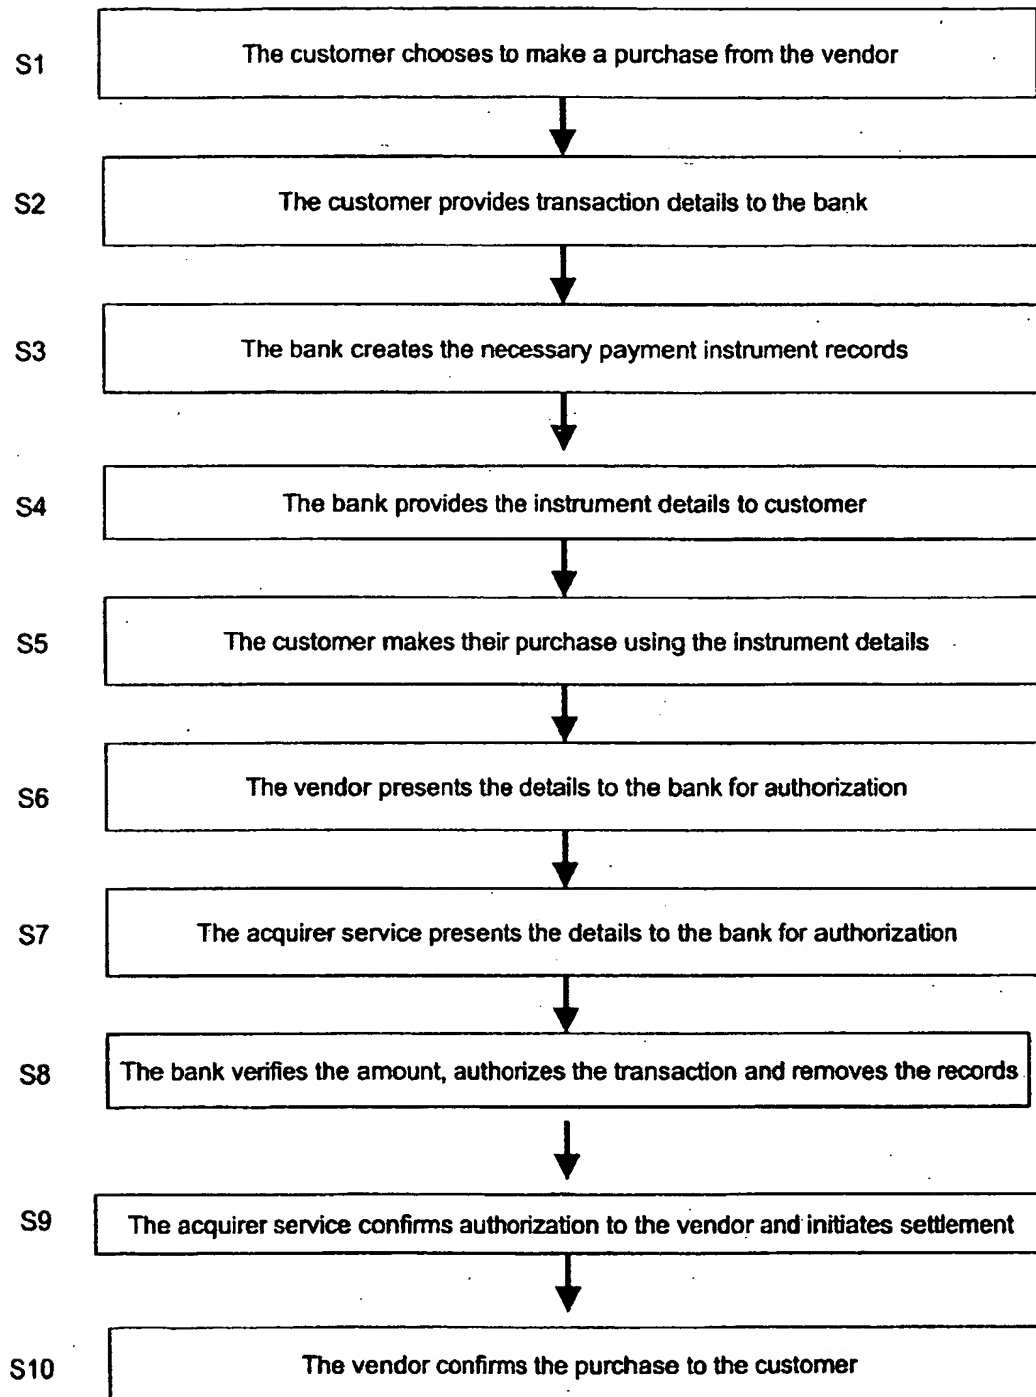 S1 The customer chooses to make a purchase from the vendor
S2 The customer provides transaction details to the bank
S3 The bank creates the necessary payment instrument records
S4 The bank provides the instrument details to customer
S5 The customer makes their purchase using the instrument details
S6 The vendor presents the details to the bank for authorization
S7 The acquirer service presents the details to the bank for authorization
S8 The bank verifies the amount, authorizes the transaction and removes the records
S9 The acquirer service confirms authorization to the vendor and initiates settlement
S10 The vendor confirms the purchase to the customer